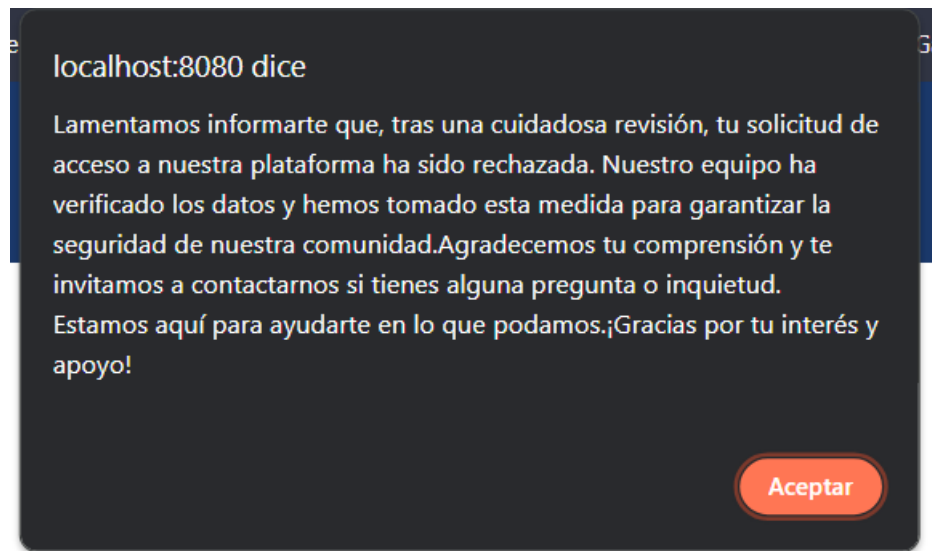 localhost:8080 dice
Lamentamos informarte que, tras una cuidadosa revisión, tu solicitud de
acceso a nuestra plataforma ha sido rechazada. Nuestro equipo ha
verificado los datos y hemos tomado esta medida para garantizar la
seguridad de nuestra comunidad.Agradecemos tu comprensión y te
invitamos a contactarnos si tienes alguna pregunta o inquietud.
Estamos aquí para ayudarte en lo que podamos.¡Gracias por tu interés y
apoyo!
Aceptar